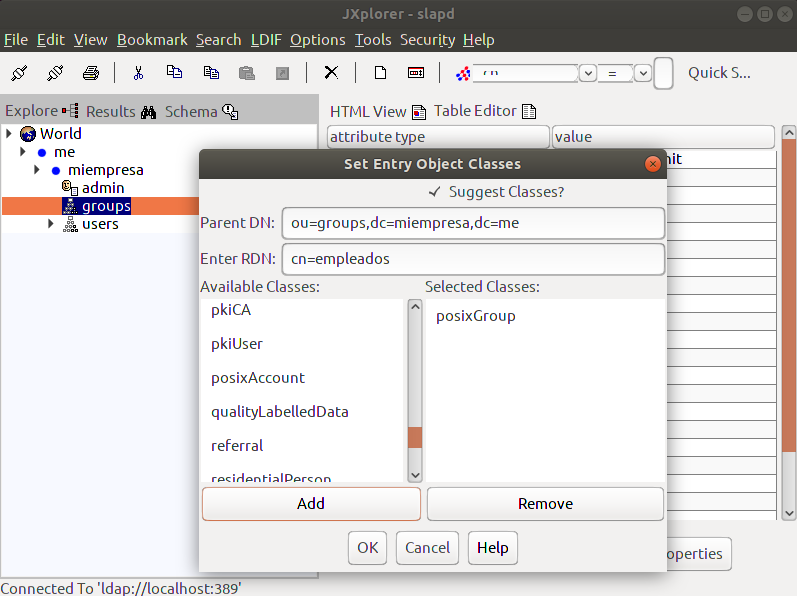 JXplorer - slapd
File Edit View Bookmark Search LDIF Options Tools Security Help
= Quick S...
Explore Results Schema
HTML View Table Editor
World
me
miempresa
admin
groups
users
attribute type value
Set Entry Object Classes
Suggest Classes?
Parent DN: ou=groups,dc=miempresa,dc=me
Enter RDN: cn=empleados
Available Classes: Selected Classes:
pkiCA
pkiUser
posixAccount
qualityLabelledData
referral
residentialPerson
posixGroup
Add Remove
OK Cancel Help
Connected To 'ldap://localhost:389'